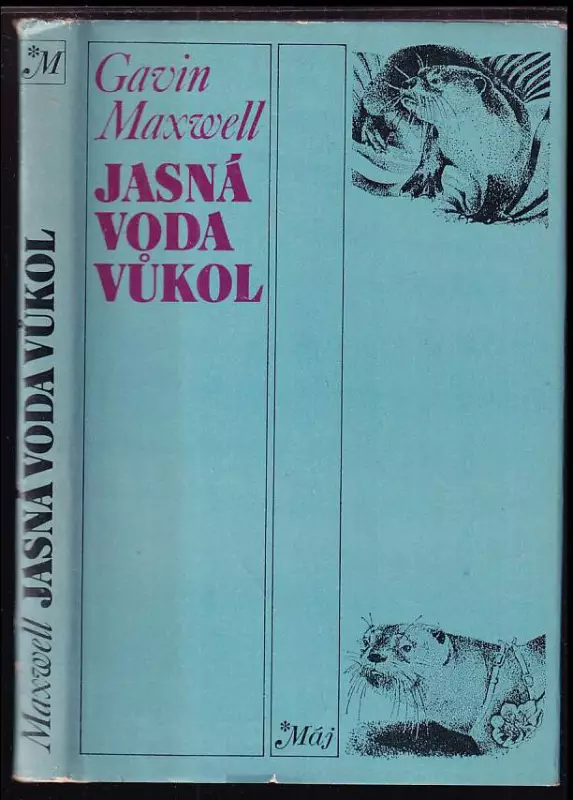 *M
Gavin
Maxwell
JASNÁ
VODA
VŮKOL
Maxwell JASNÁ VODA VŮKOL
*Máj